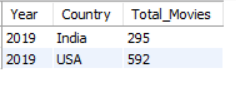 Year Country Total_Movies
2019 India 295
2019 USA 592